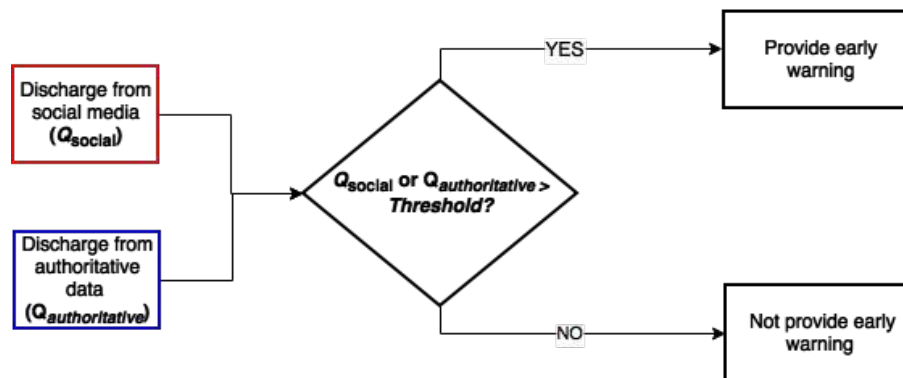 Discharge from
social media
(Qsocial)
Discharge from
authoritative
data
(Qauthoritative)
Qsocial or Qauthoritative >
Threshold?
YES
Provide early
warning
NO
Not provide early
warning